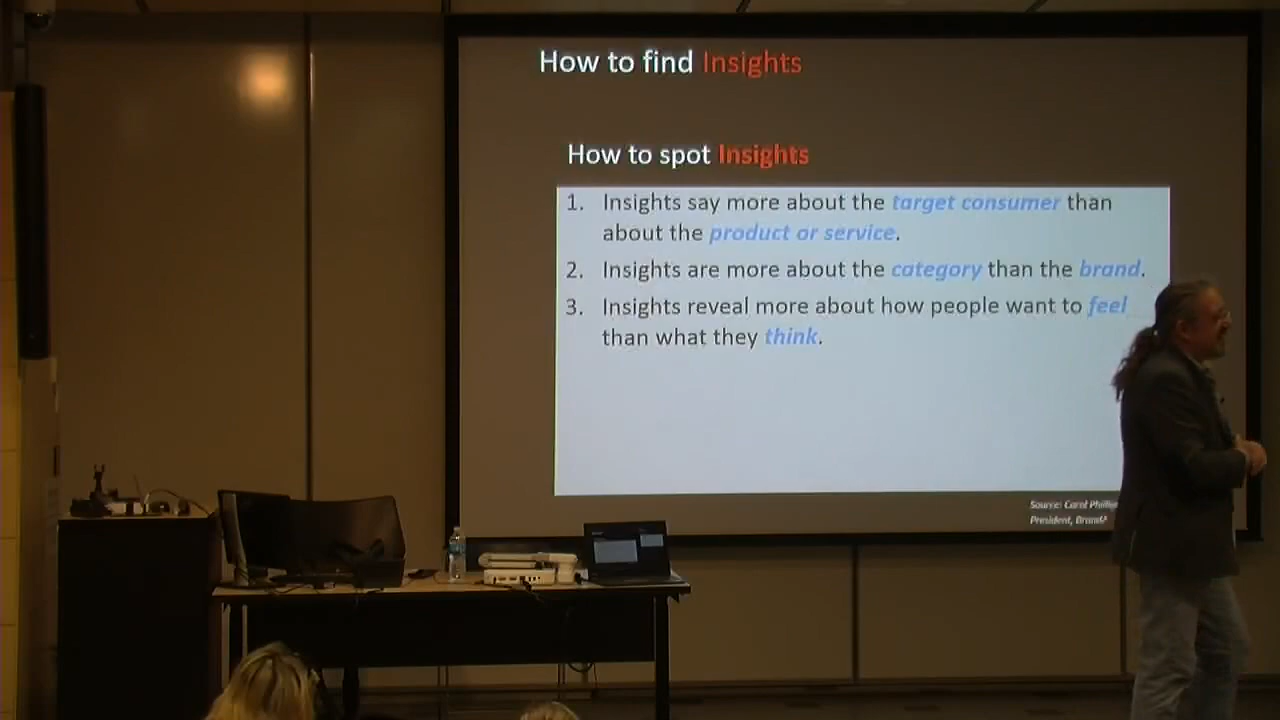 How to find Insights
How to spot Insights
1. Insights say more about the target consumer than
about the product or service.
2. Insights are more about the category than the brand.
3. Insights reveal more about how people want to feel
than what they think.
Source: Carol
President,